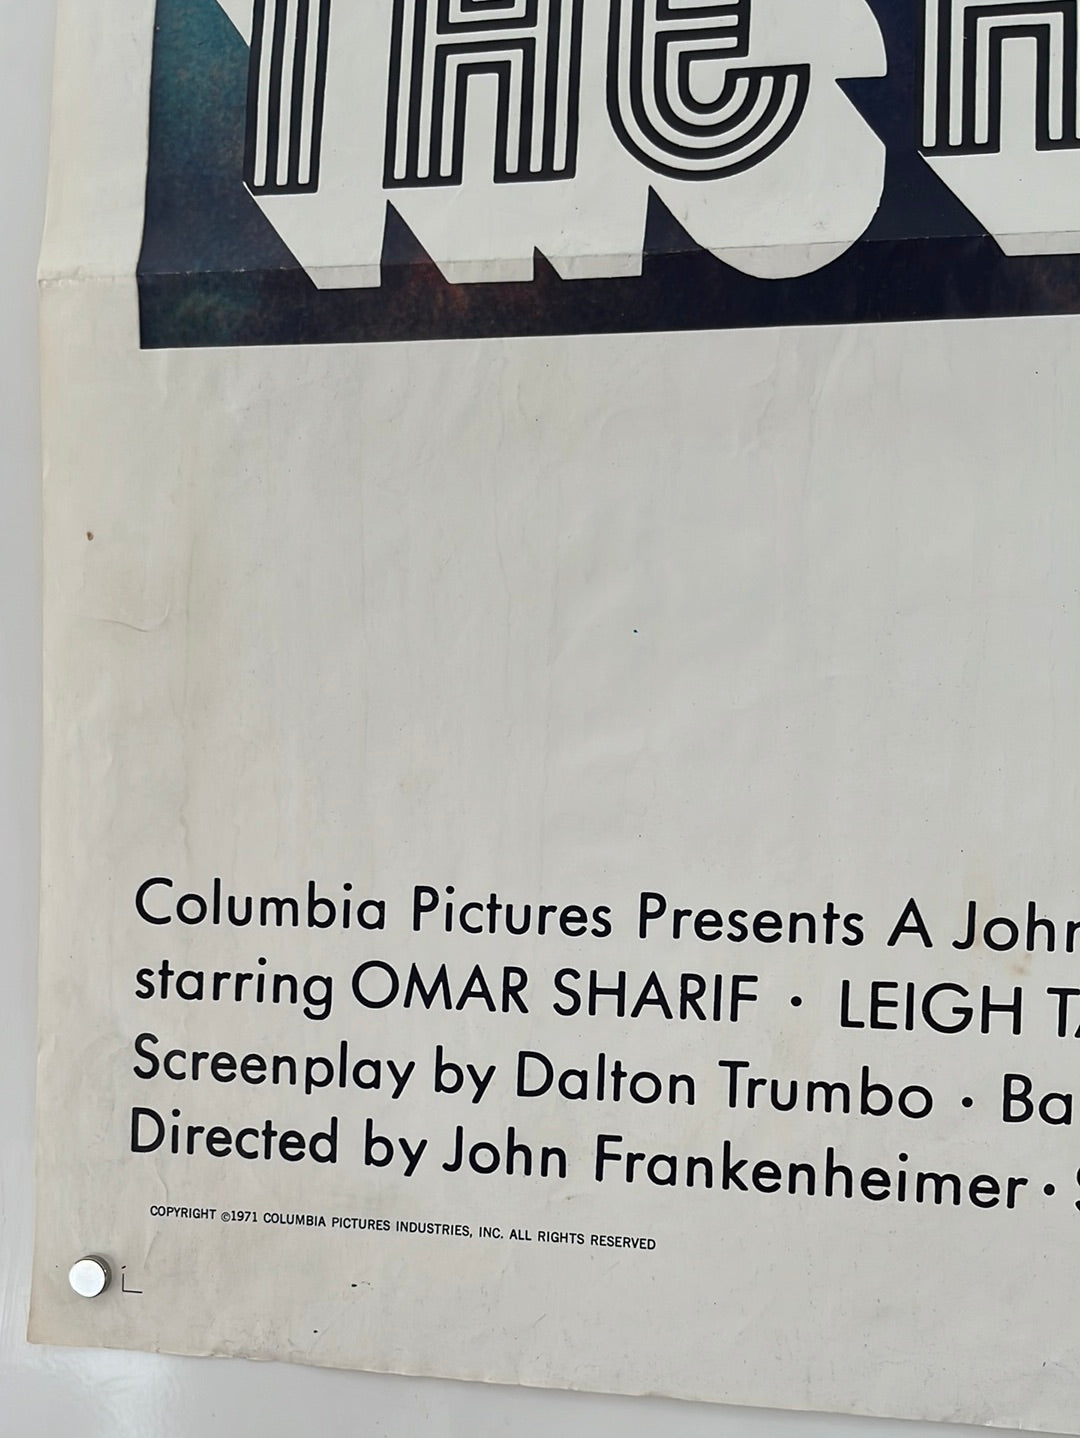 THE
Columbia Pictures Presents A John
starring OMAR SHARIF · LEIGH
Screenplay by Dalton Trumbo · Ba
Directed by John Frankenheimer ·
COPYRIGHT ©1971 COLUMBIA PICTURES INDUSTRIES, INC. ALL RIGHTS RESERVED